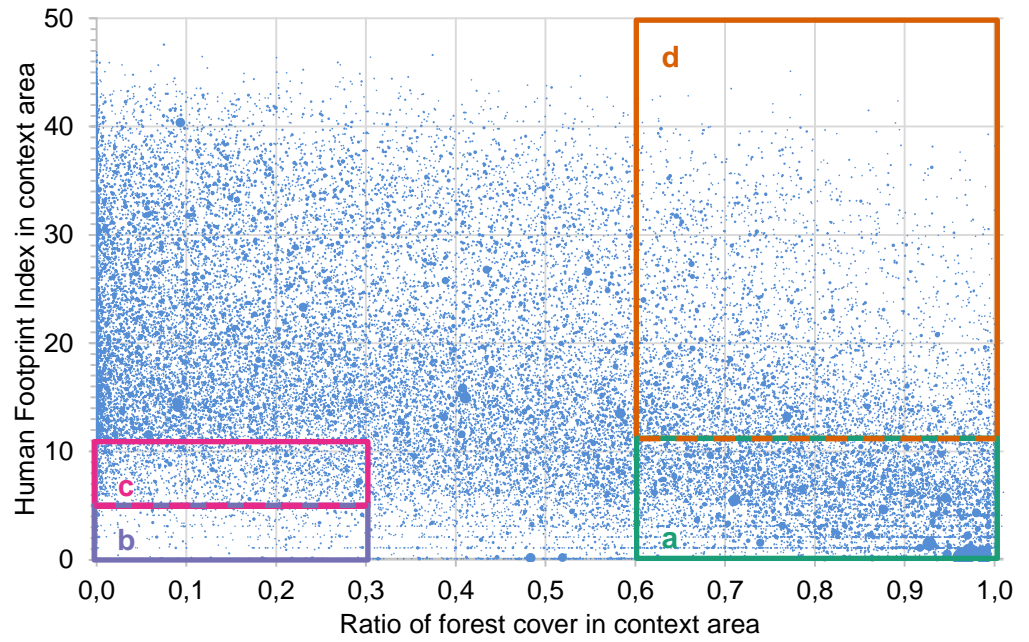 Human Footprint Index in context area
50
40
30
20
10
0
d
c
b
a
0,0 0,1 0,2 0,3 0,4 0,5 0,6 0,7 0,8 0,9 1,0
Ratio of forest cover in context area